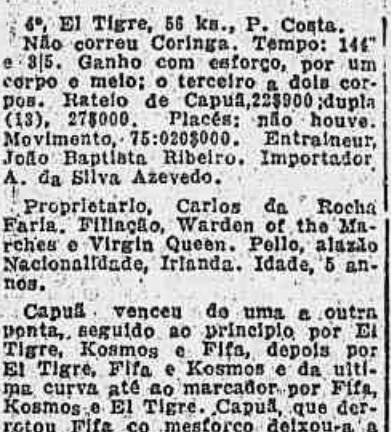 4º, El Tigre, 56 ks., P. Costa.
Não correu Coringa. Tempo: 144"
e 3|5. Ganho com esforço, por um
corpo e meio; o terceiro a dois cor-
pos. Rateio de Capuã,22$900 ;dupla
(13), 27$000. Placés: não houve.
Movimento, 75:020$000. Entraineur,
João Baptista Ribeiro. Importador
A. da Silva Azevedo.
Proprietario, Carlos da Rocha
Faria. Filiação, Warden of the Ma-
rches e Virgin Queen. Pello, alazão
Nacionalidade, Irlanda. Idade, 5 an-
nos.
Capuã venceu de uma a outra
ponta, seguido ao principio por El
Tigre, Kosmos e Fifa, depois por
El Tigre, Fifa e Kosmos e da ulti-
ma curva até ao marcador por Fifa,
Kosmos e El Tigre. Capuã, que der-
rotou Fifa co mesforço deixou-a a